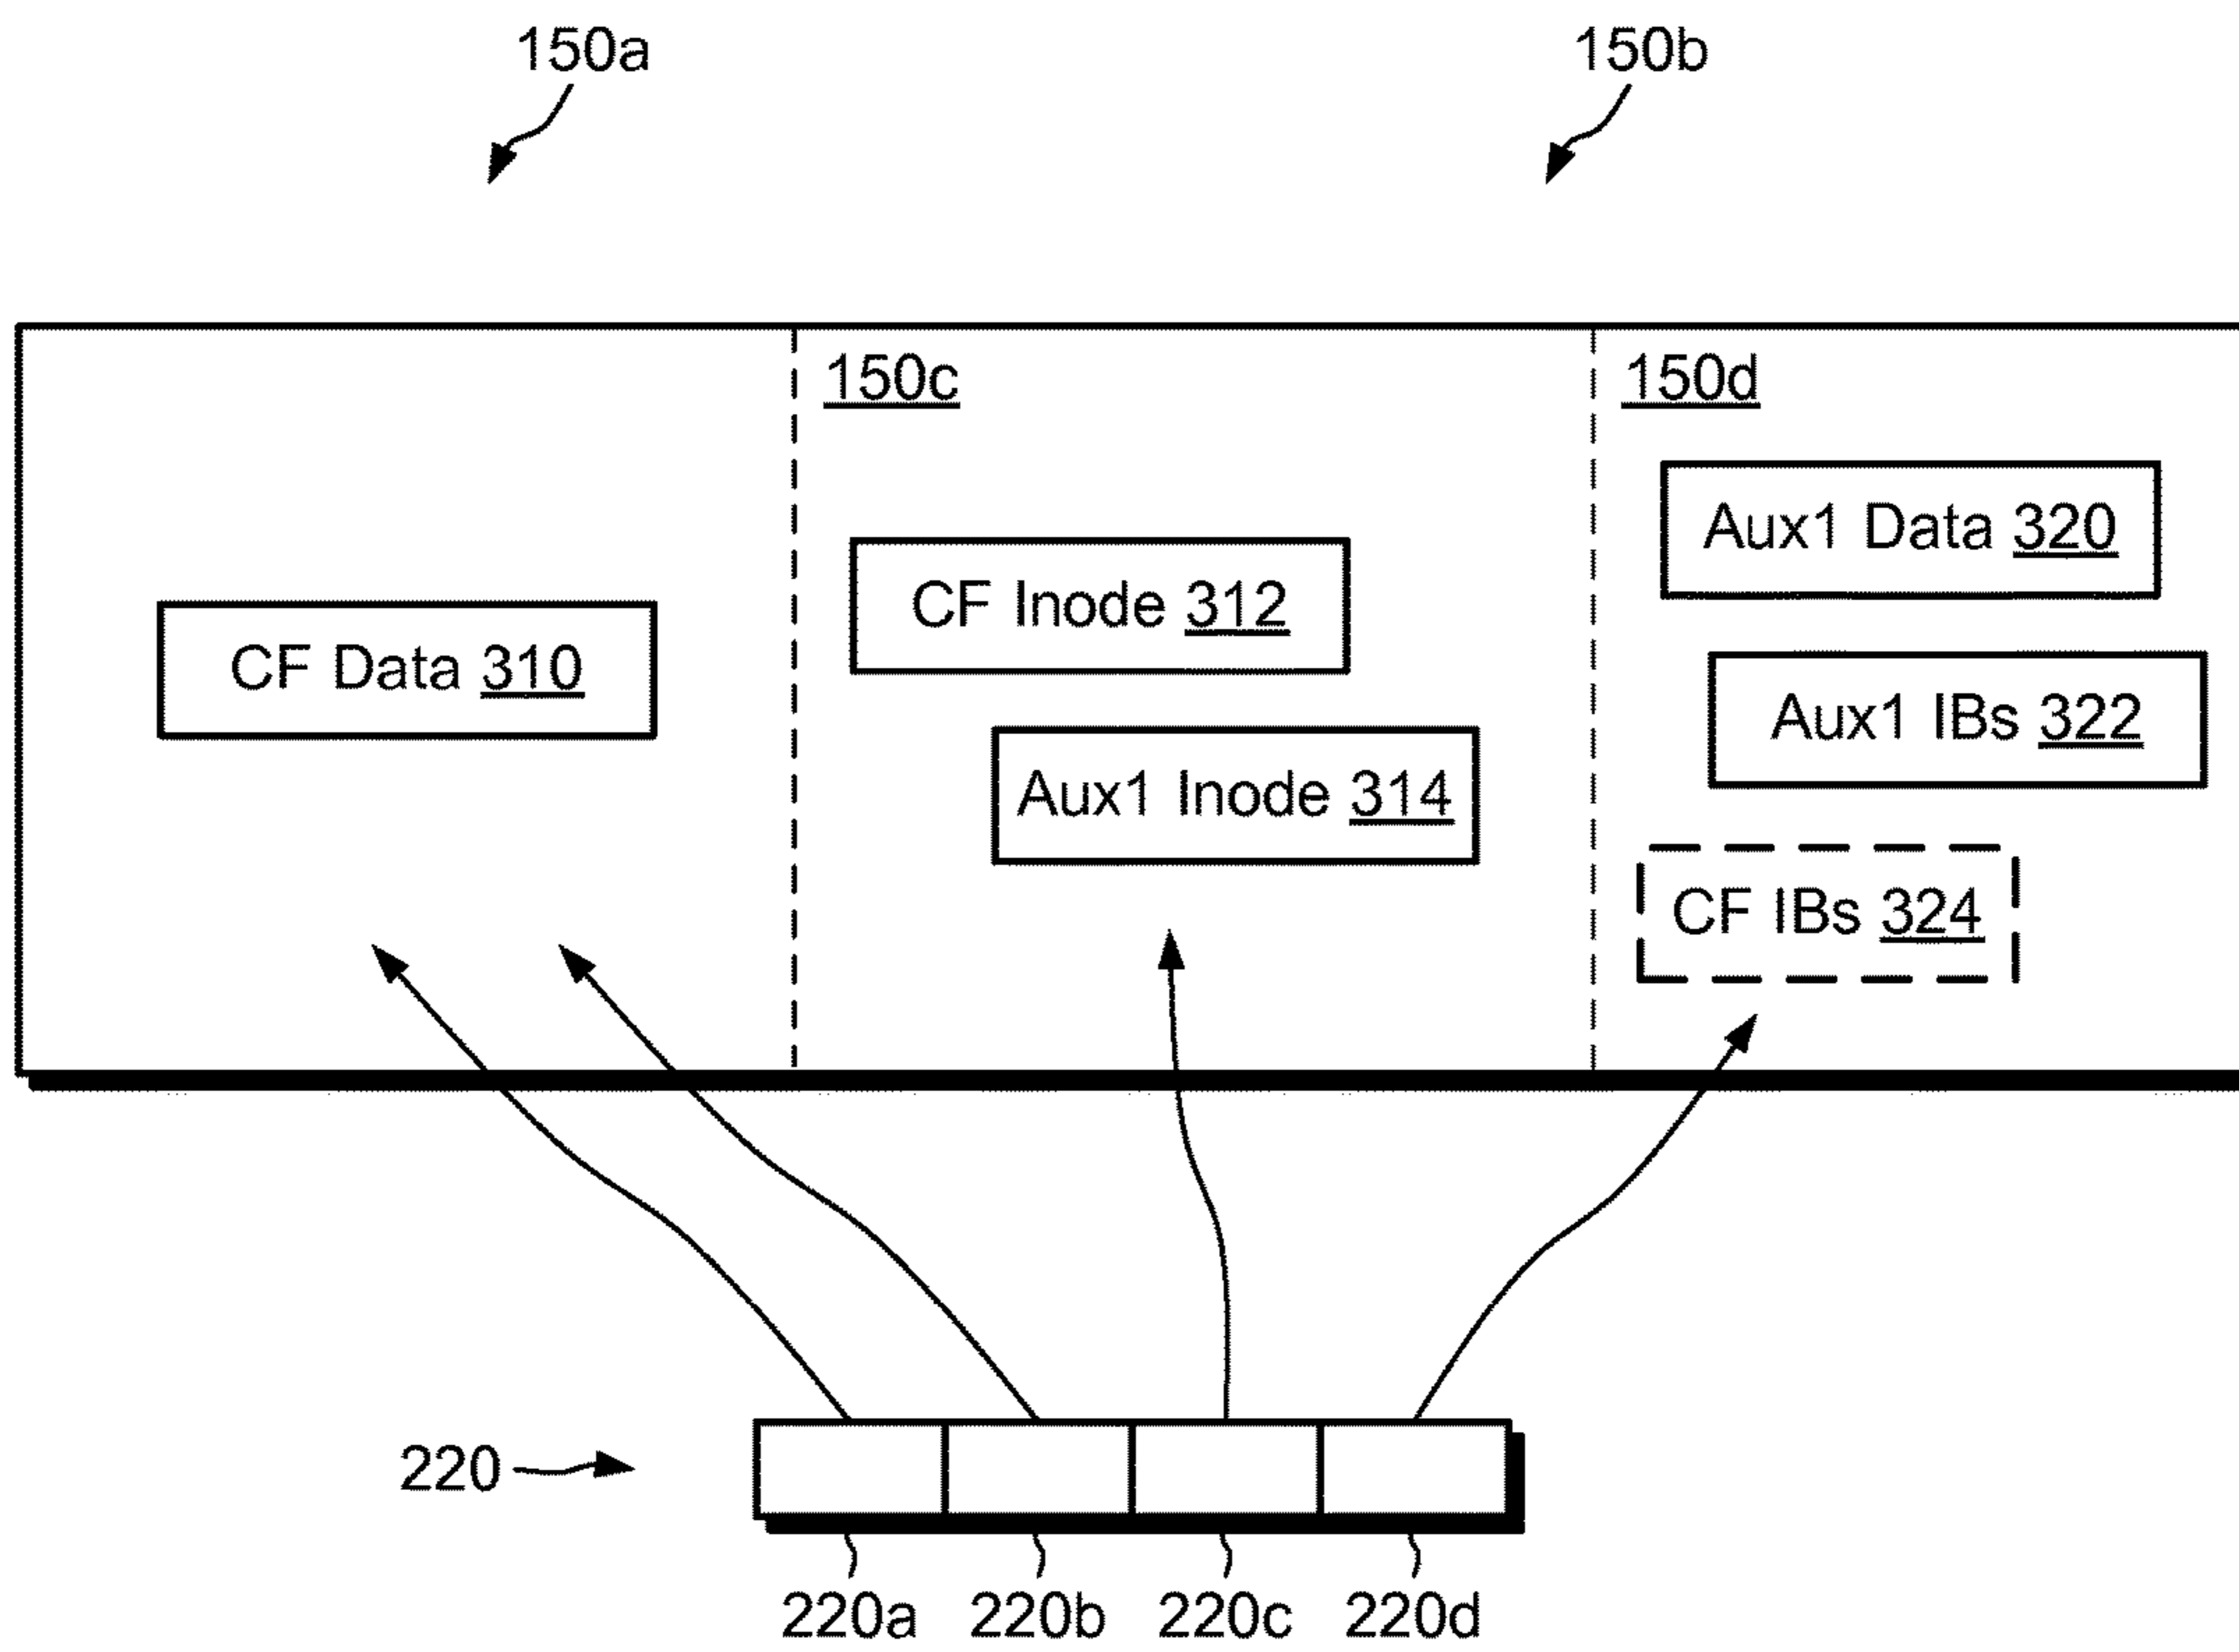 150a
150b
150c
150d
CF Data 310
CF Inode 312
Aux1 Inode 314
Aux1 Data 320
Aux1 IBs 322
CF IBs 324
220
220a
220b
220c
220d